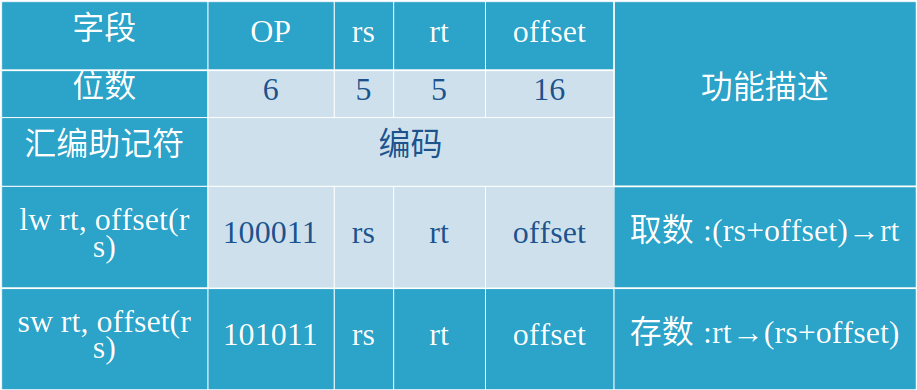 字段 OP rs rt offset 功能描述
位数 6 5 5 16
汇编助记符 编码
lw rt, offset(r
s) 100011 rs rt offset 取数 :(rs+offset)→rt
sw rt, offset(r
s) 101011 rs rt offset 存数 :rt→(rs+offset)